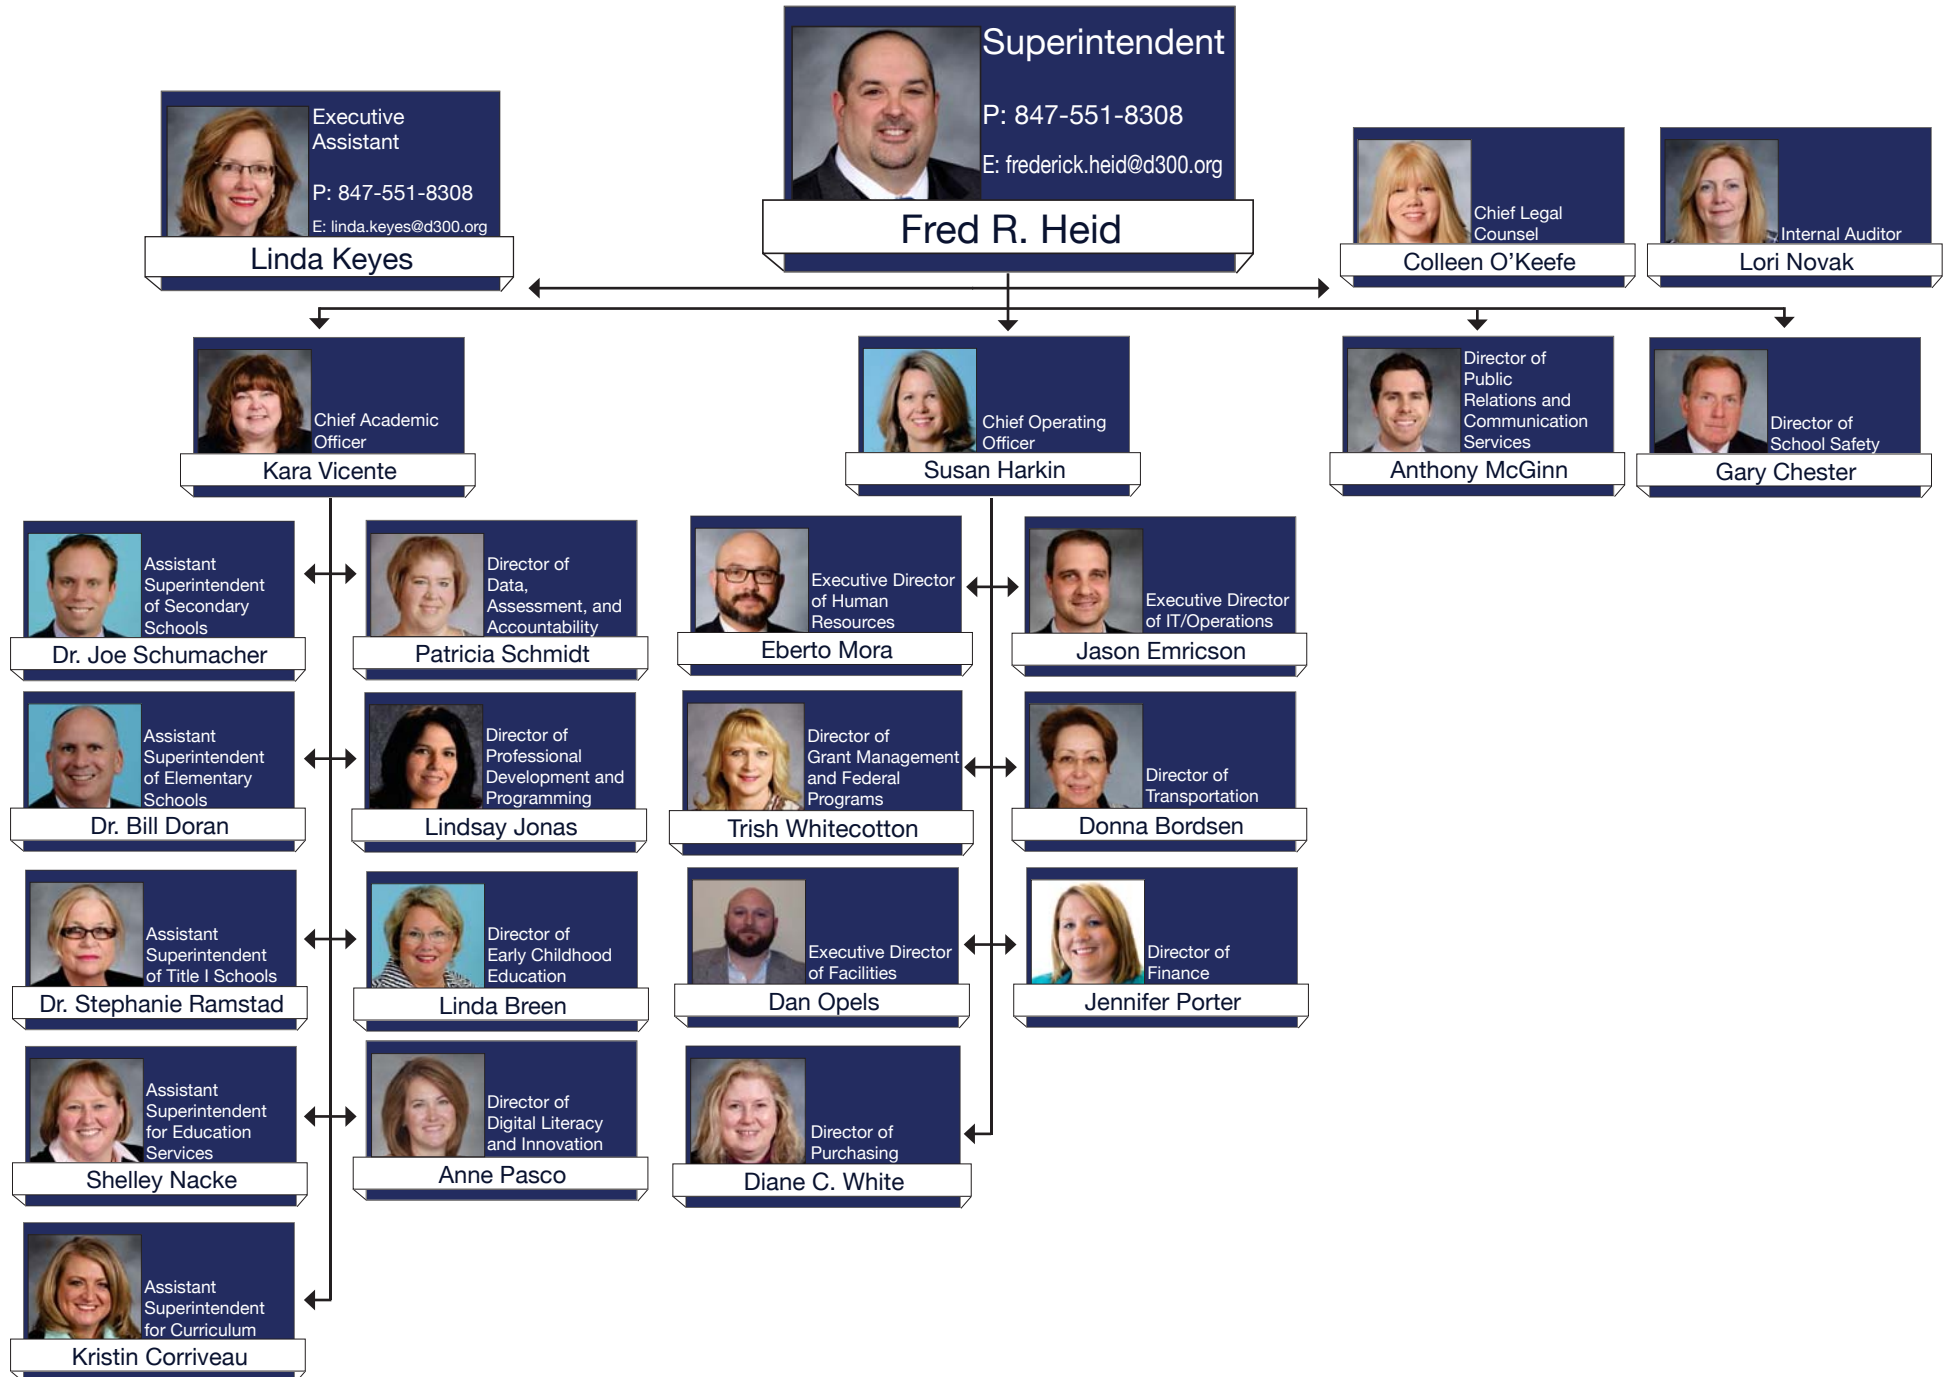 Superintendent
P: 847-551-8308
E: frederick.heid@d300.org
Fred R. Heid
Executive
Assistant
P: 847-551-8308
E: linda.keyes@d300.org
Linda Keyes
Chief Legal
Counsel
Colleen O'Keefe
Internal Auditor
Lori Novak
Chief Academic
Officer
Kara Vicente
Chief Operating
Officer
Susan Harkin
Director of
Public
Relations and
Communication
Services
Anthony McGinn
Director of
School Safety
Gary Chester
Assistant
Superintendent
of Secondary
Schools
Dr. Joe Schumacher
Director of
Data,
Assessment, and
Accountability
Patricia Schmidt
Executive Director
of Human
Resources
Eberto Mora
Executive Director
of IT/Operations
Jason Emricson
Assistant
Superintendent
of Elementary
Schools
Dr. Bill Doran
Director of
Professional
Development and
Programming
Lindsay Jonas
Director of
Grant Management
and Federal
Programs
Trish Whitecotton
Director of
Transportation
Donna Bordsen
Assistant
Superintendent
of Title I Schools
Dr. Stephanie Ramstad
Director of
Early Childhood
Education
Linda Breen
Executive Director
of Facilities
Dan Opels
Director of
Finance
Jennifer Porter
Assistant
Superintendent
for Education
Services
Shelley Nacke
Director of
Digital Literacy
and Innovation
Anne Pasco
Director of
Purchasing
Diane C. White
Assistant
Superintendent
for Curriculum
Kristin Corriveau